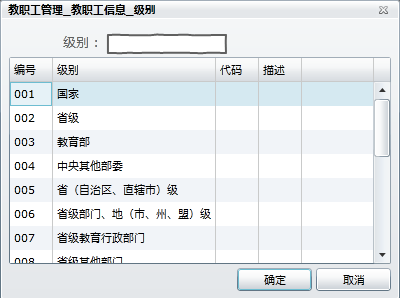 教职工管理_教职工信息_级别
级别：
编号 级别 代码 描述
001 国家
002 省级
003 教育部
004 中央其他部委
005 省（自治区、直辖市）级
006 省级部门、地（市、州、盟）级
007 省级教育行政部门
008 省级其他部门
确定 取消